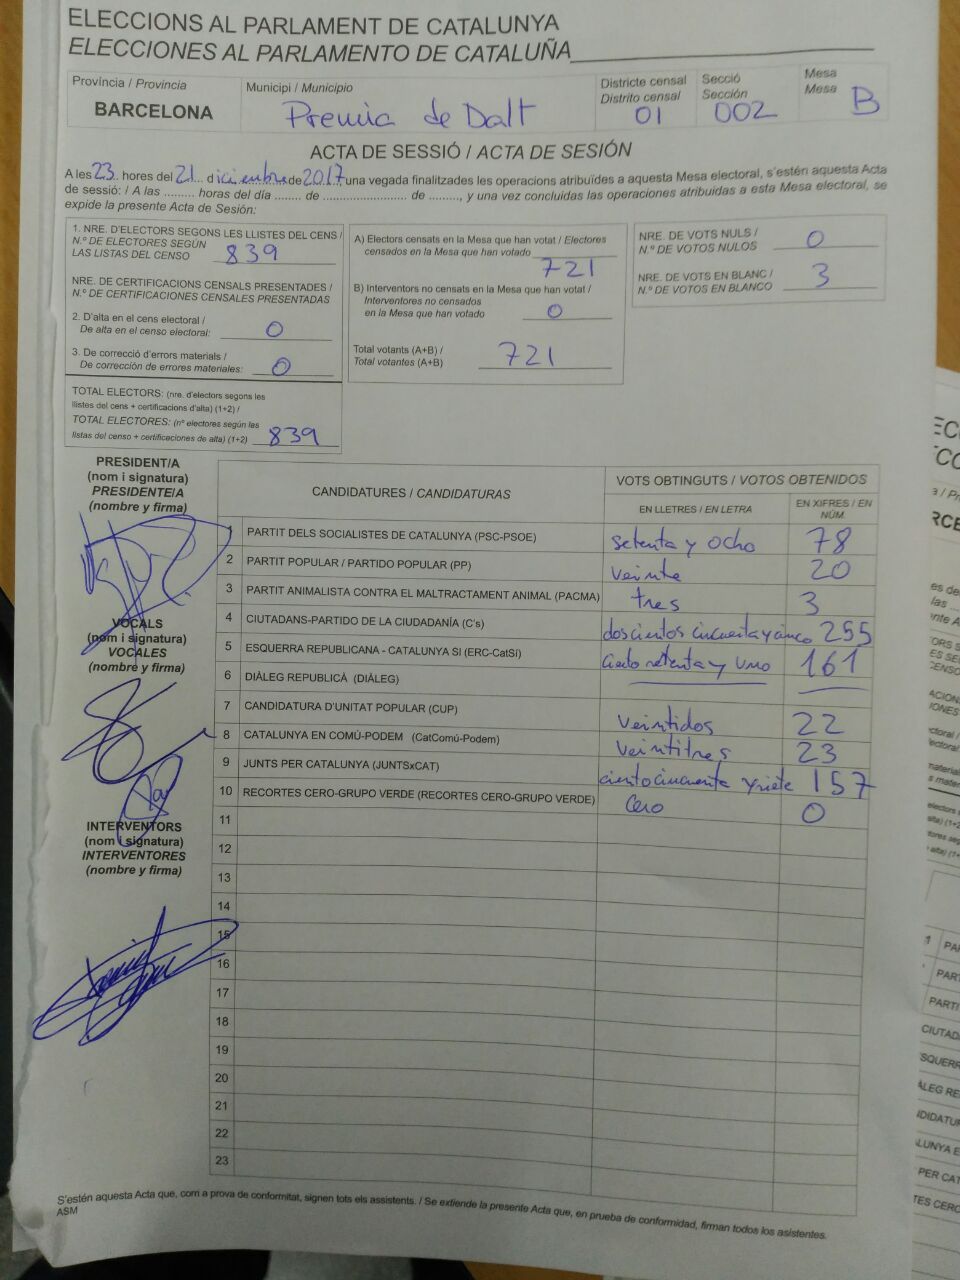 ELECCIONS AL PARLAMENT DE CATALUNYA
ELECCIONES AL PARLAMENTO DE CATALUÑA
Província / Provincia
BARCELONA
Municipi / Municipio
Premia de Dalt
Districte censal
Distrito censal
01
Secció
Sección
002
Mesa
Mesa
B
ACTA DE SESSIÓ / ACTA DE SESIÓN
A les 23 hores del 21 diciembre de 2017 una vegada finalitzades les operacions atribuïdes a aquesta Mesa electoral, s'estén aquesta Acta
de sessió: / A las ......... horas del día ........ de ......................... de ........., y una vez concluidas las operaciones atribuidas a esta Mesa electoral, se
expide la presente Acta de Sesión:
1. NRE. D'ELECTORS SEGONS LES LLISTES DEL CENS /
N.º DE ELECTORES SEGÚN
LAS LISTAS DEL CENSO 839
NRE. DE CERTIFICACIONS CENSALS PRESENTADES /
N.º DE CERTIFICACIONES CENSALES PRESENTADAS
2. D'alta en el cens electoral /
De alta en el censo electoral: 0
3. De correcció d'errors materials /
De corrección de errores materiales: 0
TOTAL ELECTORS: (nre. d'electors segons les
llistes del cens + certificacions d'alta) (1+2) /
TOTAL ELECTORES: (nº electores según las
listas del censo + certificaciones de alta) (1+2) 839
A) Electors censats en la Mesa que han votat / Electores
censados en la Mesa que han votado 721
B) Interventors no censats en la Mesa que han votat /
Interventores no censados
en la Mesa que han votado 0
Total votants (A+B) /
Total votantes (A+B) 721
NRE. DE VOTS NULS /
N.º DE VOTOS NULOS 0
NRE. DE VOTS EN BLANC /
N.º DE VOTOS EN BLANCO 3
PRESIDENT/A
(nom i signatura)
PRESIDENTE/A
(nombre y firma)
VOCALS
(nom i signatura)
VOCALES
(nombre y firma)
INTERVENTORS
(nom i signatura)
INTERVENTORES
(nombre y firma)
CANDIDATURES / CANDIDATURAS
VOTS OBTINGUTS / VOTOS OBTENIDOS
EN LLETRES / EN LETRA
EN XIFRES / EN NÚM.
1 PARTIT DELS SOCIALISTES DE CATALUNYA (PSC-PSOE) setenta y ocho 78
2 PARTIT POPULAR / PARTIDO POPULAR (PP) veinte 20
3 PARTIT ANIMALISTA CONTRA EL MALTRACTAMENT ANIMAL (PACMA) tres 3
4 CIUTADANS-PARTIDO DE LA CIUDADANÍA (C's) doscientos cincuenta y cinco 255
5 ESQUERRA REPUBLICANA - CATALUNYA SI (ERC-CatSí) y uno 161
6 DIÀLEG REPUBLICÀ (DIÀLEG)
7 CANDIDATURA D'UNITAT POPULAR (CUP) veintidos 22
8 CATALUNYA EN COMÚ-PODEM (CatComú-Podem) veintitres 23
9 JUNTS PER CATALUNYA (JUNTSxCAT) ciento cincuenta y siete 157
10 RECORTES CERO-GRUPO VERDE (RECORTES CERO-GRUPO VERDE) cero 0
11
12
13
14
15
16
17
18
19
20
21
22
23
S'estén aquesta Acta que, com a prova de conformitat, signen tots els assistents. / Se extiende la presente Acta que, en prueba de conformidad, firman todos los asistentes.
ASM